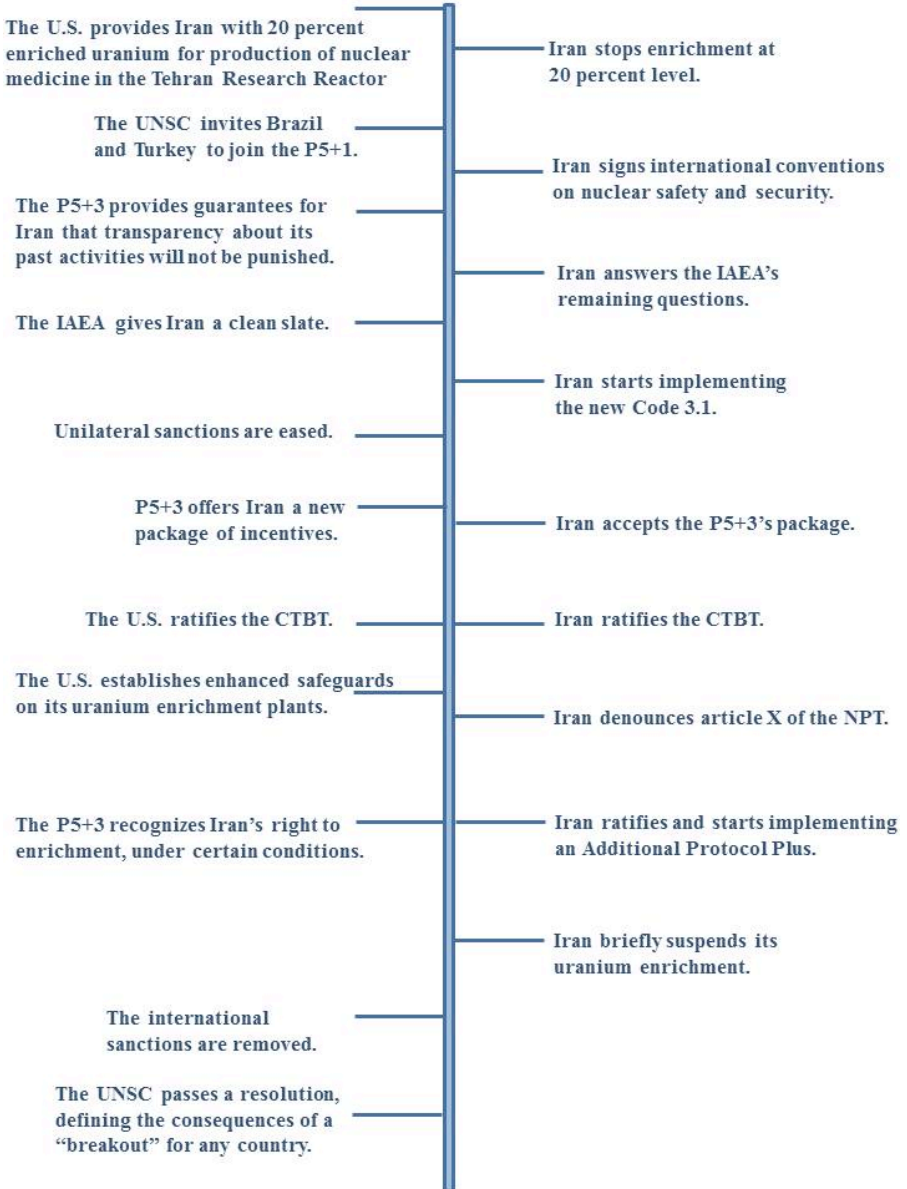 The U.S. provides Iran with 20 percent
enriched uranium for production of nuclear
medicine in the Tehran Research Reactor
Iran stops enrichment at
20 percent level.
The UNSC invites Brazil
and Turkey to join the P5+1.
Iran signs international conventions
on nuclear safety and security.
The P5+3 provides guarantees for
Iran that transparency about its
past activities will not be punished.
Iran answers the IAEA's
remaining questions.
The IAEA gives Iran a clean slate.
Iran starts implementing
the new Code 3.1.
Unilateral sanctions are eased.
P5+3 offers Iran a new
package of incentives.
Iran accepts the P5+3's package.
The U.S. ratifies the CTBT.
Iran ratifies the CTBT.
The U.S. establishes enhanced safeguards
on its uranium enrichment plants.
Iran denounces article X of the NPT.
The P5+3 recognizes Iran's right to
enrichment, under certain conditions.
Iran ratifies and starts implementing
an Additional Protocol Plus.
Iran briefly suspends its
uranium enrichment.
The international
sanctions are removed.
The UNSC passes a resolution,
defining the consequences of a
“breakout” for any country.